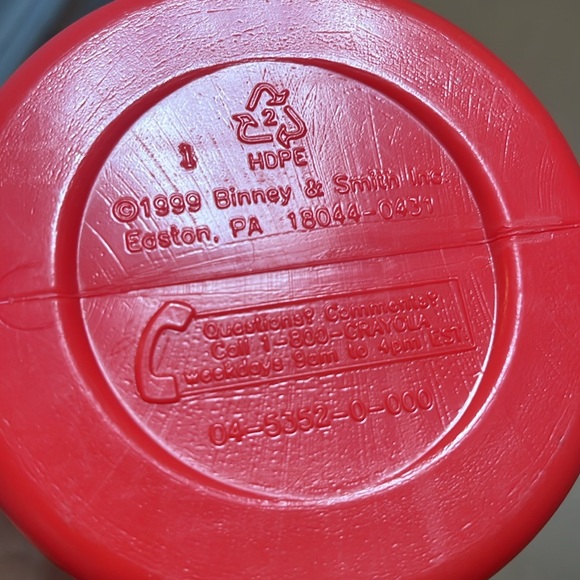 2
1 HDPE
©1999 Binney & Smith Inc
Easton, PA 18044-0431
Questions? Comments?
Call 1-800-CRAYOLA
weekdays 9am to 4pm EST
04-5352-0-000